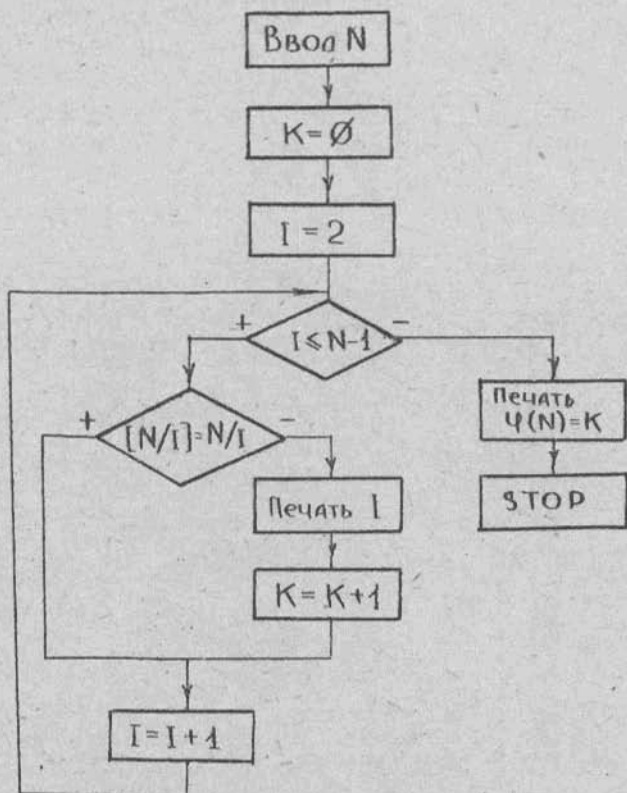 Ввод N
K=Ø
I=2
+
I≤N-1
-
+
[N/I]=N/I
-
Печать
φ(N)=K
Печать I
STOP
K=K+1
I=I+1